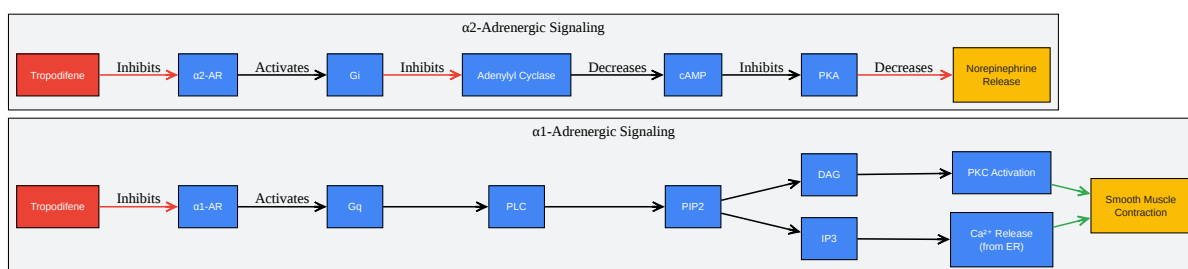 α2-Adrenergic Signaling
Tropodifene
Inhibits
α2-AR
Activates
Gi
Inhibits
Adenylyl Cyclase
Decreases
cAMP
Inhibits
PKA
Decreases
Norepinephrine
Release
α1-Adrenergic Signaling
Tropodifene
Inhibits
α1-AR
Activates
Gq
PLC
PIP2
DAG
PKC Activation
IP3
Ca²⁺ Release
(from ER)
Smooth Muscle
Contraction